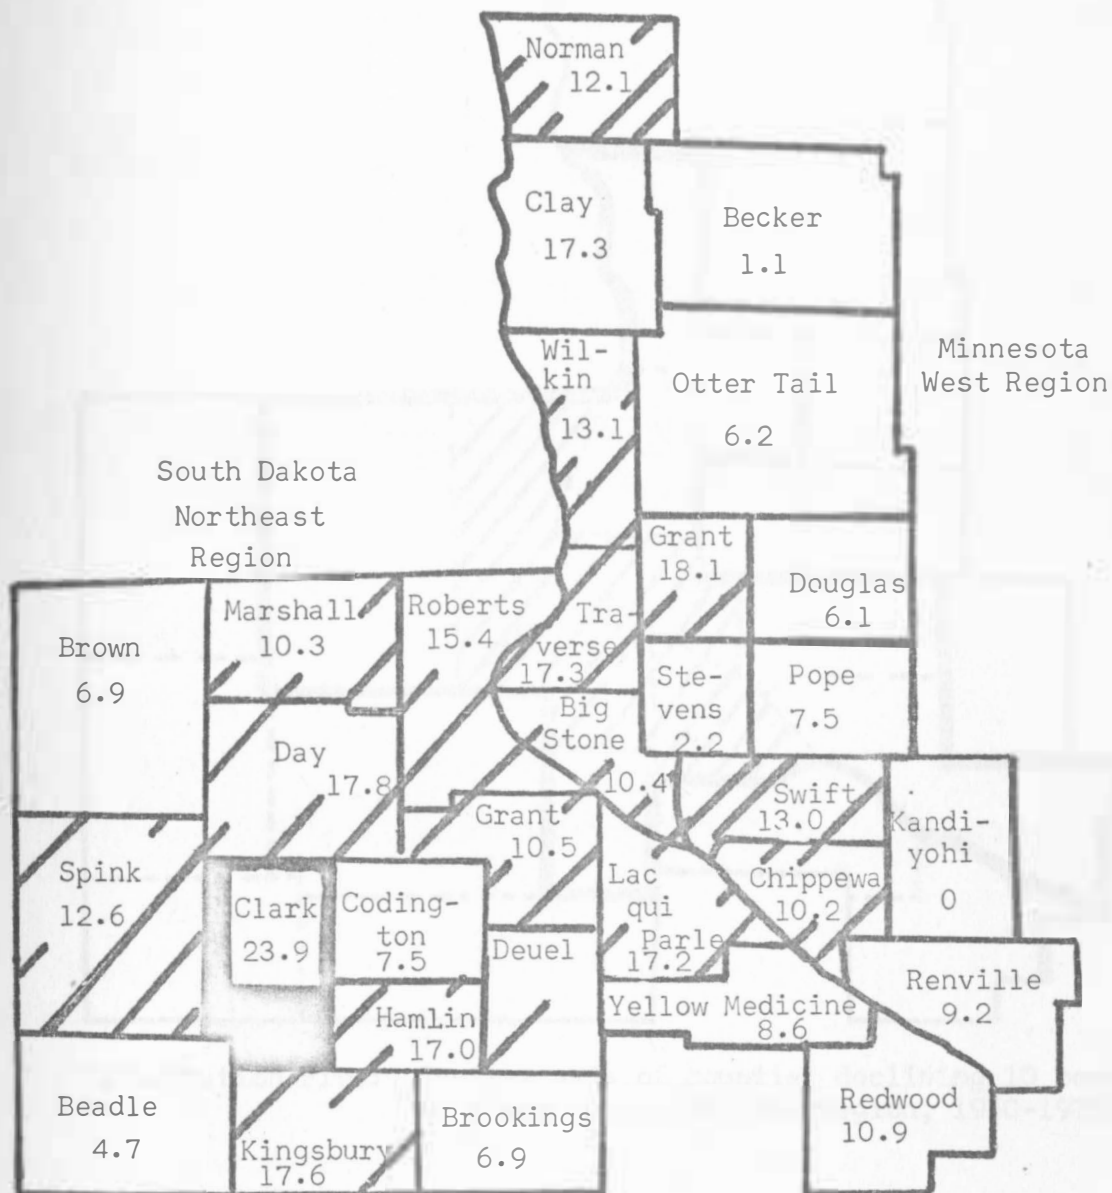 Norman
12.1
Clay
17.3
Becker
1.1
Minnesota
West Region
Wil-
kin
13.1
Otter Tail
6.2
South Dakota
Northeast
Region
Grant
18.1
Douglas
6.1
Tra-
verse
17.3
Brown
6.9
Marshall
10.3
Roberts
15.4
Ste-
vens
2.2
Pope
7.5
Big
Stone
10.4
Day
17.8
Grant
10.5
Swift
13.0
Kandi-
yohi
0
Spink
12.6
Clark
23.9
Coding-
ton
7.5
Deuel
Lac
qui
Parle
17.2
Chippewa
10.2
Hamlin
17.0
Yellow Medicine
8.6
Renville
9.2
Beadle
4.7
Kingsbury
17.6
Brookings
6.9
Redwood
10.9